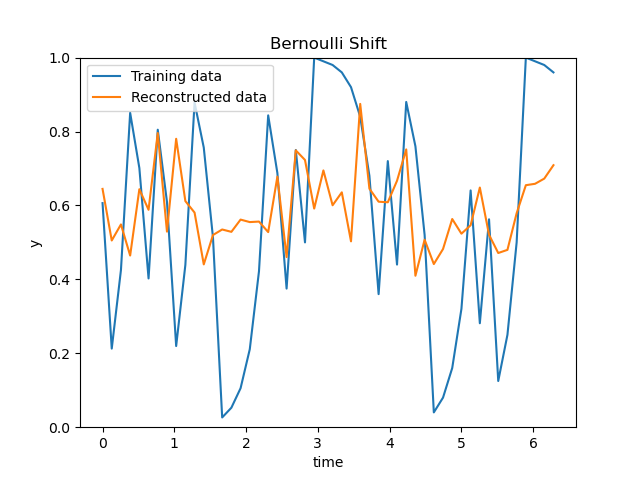 Bernoulli Shift
Training data
Reconstructed data
y
1.0
0.8
0.6
0.4
0.2
0.0
0 1 2 3 4 5 6
time